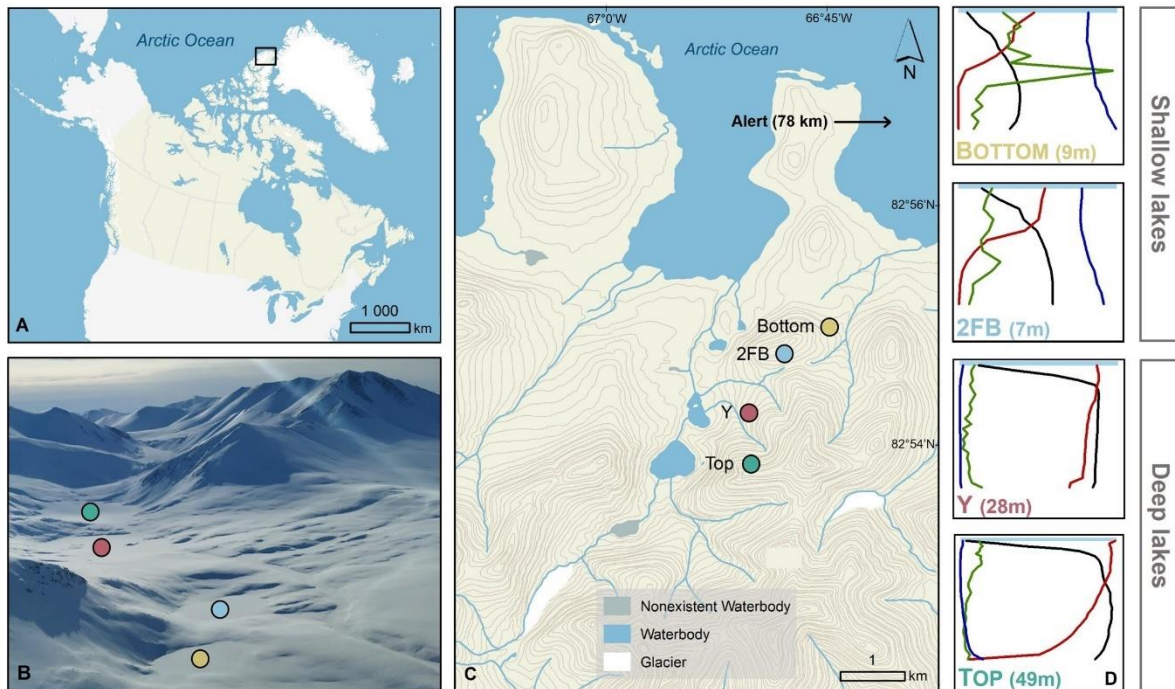 Arctic Ocean
1 000
km
A
B
67°0'W
66°45'W
Arctic Ocean
N
Alert (78 km)
82°56'N
Bottom
2FB
Y
82°54'N
Top
Nonexistent Waterbody
Waterbody
Glacier
1
km
C
BOTTOM (9m)
2FB (7m)
Y (28m)
TOP (49m)
D
Shallow lakes
Deep lakes